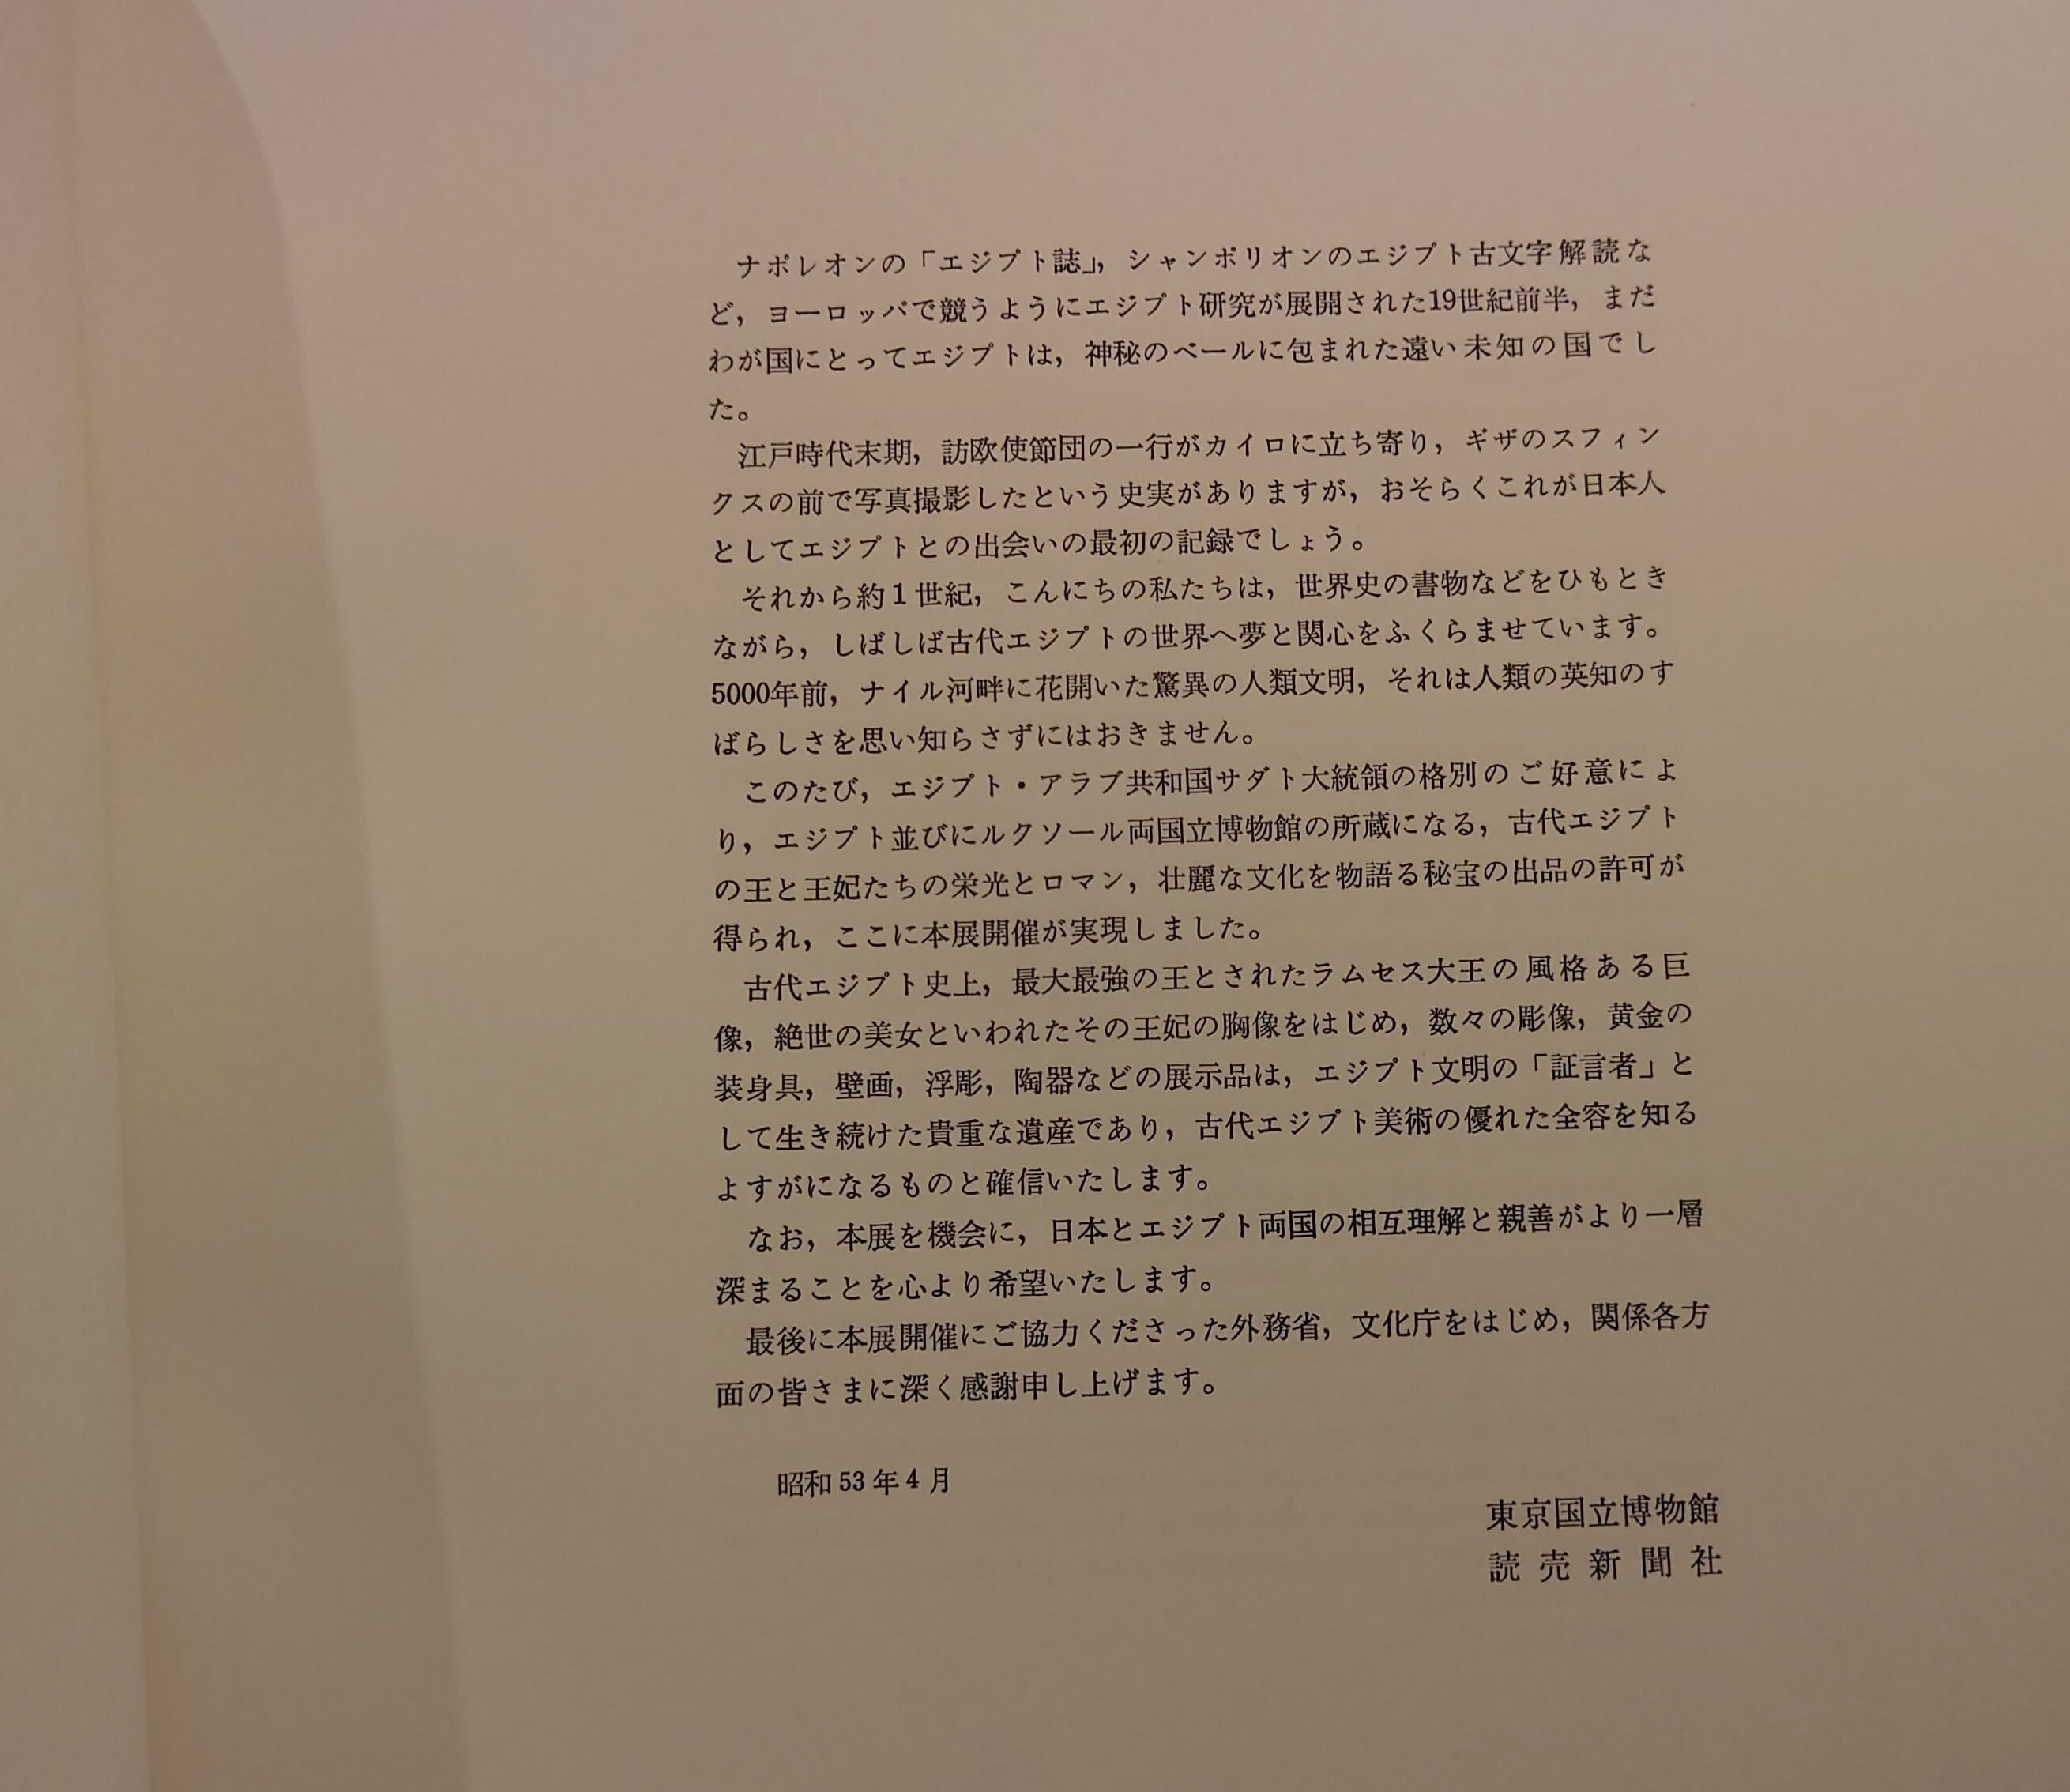 ナポレオンの「エジプト誌」，シャンポリオンのエジプト古文字解読な
ど，ヨーロッパで競うようにエジプト研究が展開された19世紀前半，まだ
わが国にとってエジプトは，神秘のベールに包まれた遠い未知の国でし
た。
江戸時代末期，訪欧使節団の一行がカイロに立ち寄り，ギザのスフィン
クスの前で写真撮影したという史実がありますが，おそらくこれが日本人
としてエジプトとの出会いの最初の記録でしょう。
それから約1世紀，こんにちの私たちは，世界史の書物などをひもとき
ながら，しばしば古代エジプトの世界へ夢と関心をふくらませています。
5000年前，ナイル河畔に花開いた驚異の人類文明，それは人類の英知のす
ばらしさを思い知らさずにはおきません。
このたび，エジプト・アラブ共和国サダト大統領の格別のご好意によ
り，エジプト並びにルクソール両国立博物館の所蔵になる，古代エジプト
の王と王妃たちの栄光とロマン，壮麗な文化を物語る秘宝の出品の許可が
得られ，ここに本展開催が実現しました。
古代エジプト史上，最大最強の王とされたラムセス大王の風格ある巨
像，絶世の美女といわれたその王妃の胸像をはじめ，数々の彫像，黄金の
装身具，壁画，浮彫，陶器などの展示品は，エジプト文明の「証言者」と
して生き続けた貴重な遺産であり，古代エジプト美術の優れた全容を知る
よすがになるものと確信いたします。
なお，本展を機会に，日本とエジプト両国の相互理解と親善がより一層
深まることを心より希望いたします。
最後に本展開催にご協力くださった外務省，文化庁をはじめ，関係各方
面の皆さまに深く感謝申し上げます。
昭和53年4月
東京国立博物館
読売新聞社